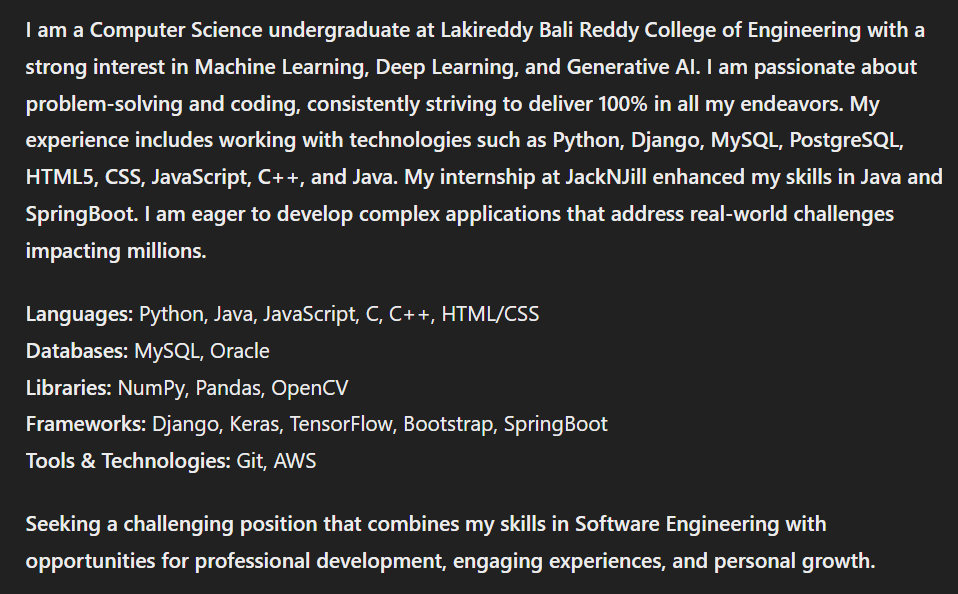 I am a Computer Science undergraduate at Lakireddy Bali Reddy College of Engineering with a
strong interest in Machine Learning, Deep Learning, and Generative AI. I am passionate about
problem-solving and coding, consistently striving to deliver 100% in all my endeavors. My
experience includes working with technologies such as Python, Django, MySQL, PostgreSQL,
HTML5, CSS, JavaScript, C++, and Java. My internship at JackNJill enhanced my skills in Java and
SpringBoot. I am eager to develop complex applications that address real-world challenges
impacting millions.
Languages: Python, Java, JavaScript, C, C++, HTML/CSS
Databases: MySQL, Oracle
Libraries: NumPy, Pandas, OpenCV
Frameworks: Django, Keras, TensorFlow, Bootstrap, SpringBoot
Tools & Technologies: Git, AWS
Seeking a challenging position that combines my skills in Software Engineering with
opportunities for professional development, engaging experiences, and personal growth.